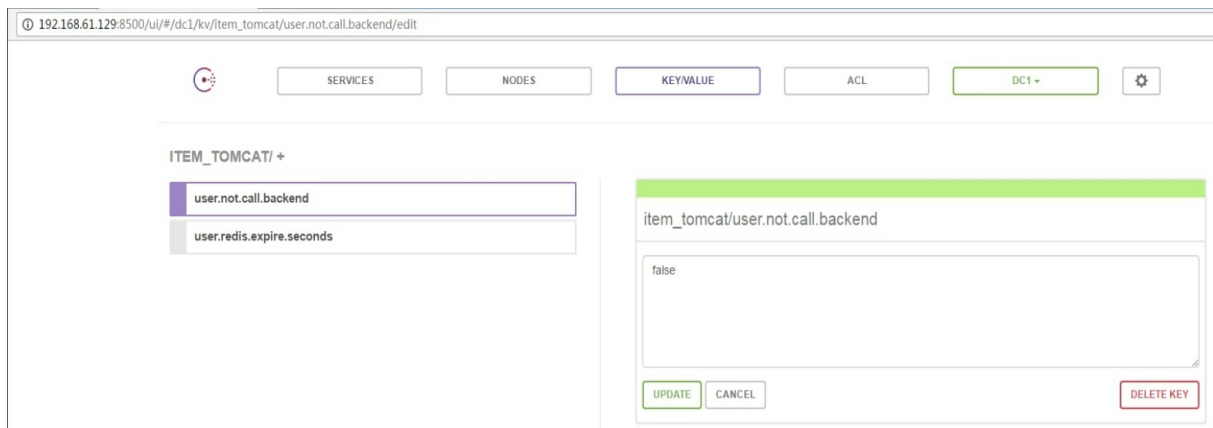 192.168.61.129:8500/ui/#/dc1/kv/item_tomcat/user.not.call.backend/edit
SERVICES NODES KEY/VALUE ACL DC1
ITEM_TOMCAT/ +
user.not.call.backend
user.redis.expire.seconds
item_tomcat/user.not.call.backend
false
UPDATE CANCEL DELETE KEY